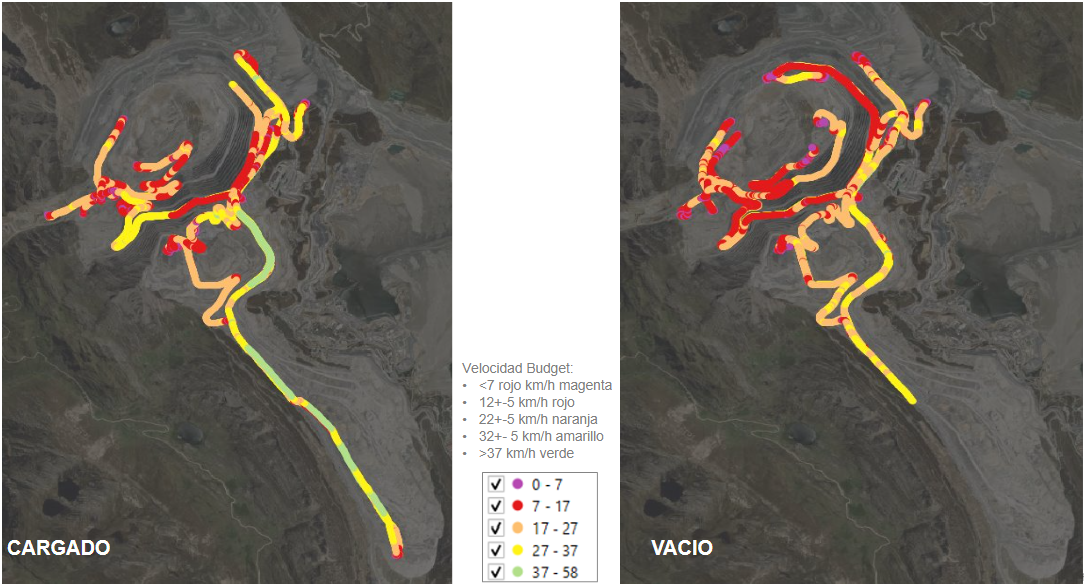 Velocidad Budget:
• <7 rojo km/h magenta
• 12+-5 km/h rojo
• 22+-5 km/h naranja
• 32+- 5 km/h amarillo
• >37 km/h verde
0 - 7
7 - 17
17 - 27
27 - 37
37 - 58
CARGADO
VACIO